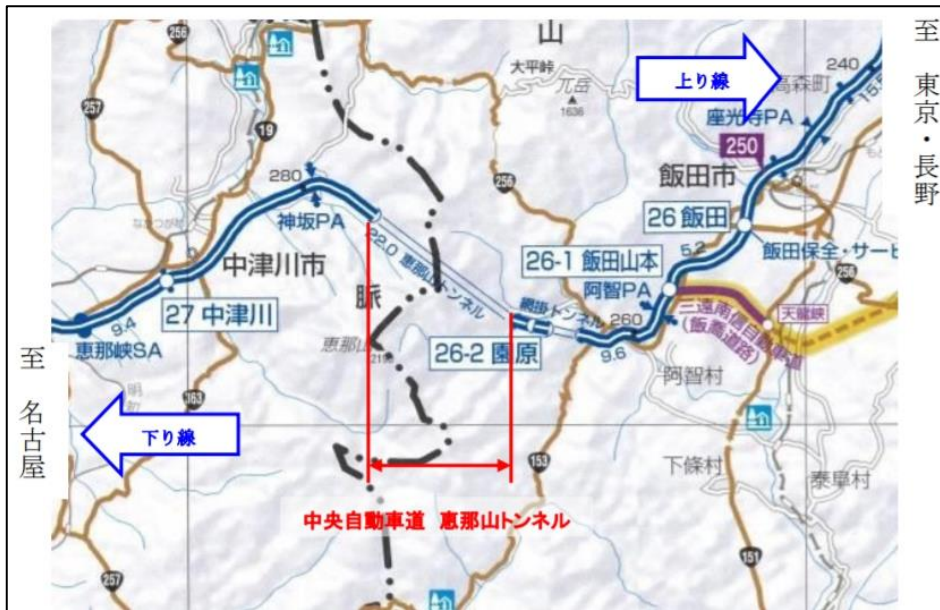 至 東京・長野
上り線
山
大平峠
兀岳
1636
高森町
240
15.5
座光寺PA
250
飯田市
26 飯田
256
257
19
280
神坂PA
256
22.0 恵那山トンネル
26-1 飯田山本
5.2
飯田保全・サービ
256
中津川市
脈
網掛トンネル
阿智PA
260
9.6
三遠南信自動車道
(飯喬道路)
天龍峡
27 中津川
9.4
恵那峡SA
恵那山
26-2 園原
阿智村
至 名古屋
下り線
363
153
下條村
泰阜村
中央自動車道 恵那山トンネル
257
151